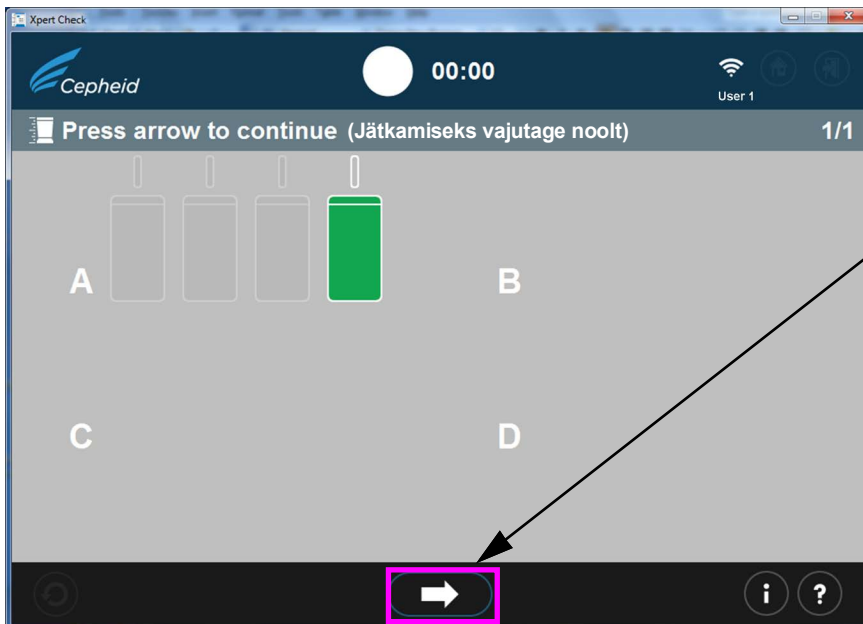 Xpert Check
Cepheid
00:00
User 1
Press arrow to continue (Jätkamiseks vajutage noolt) 1/1
A B
C D
i ?